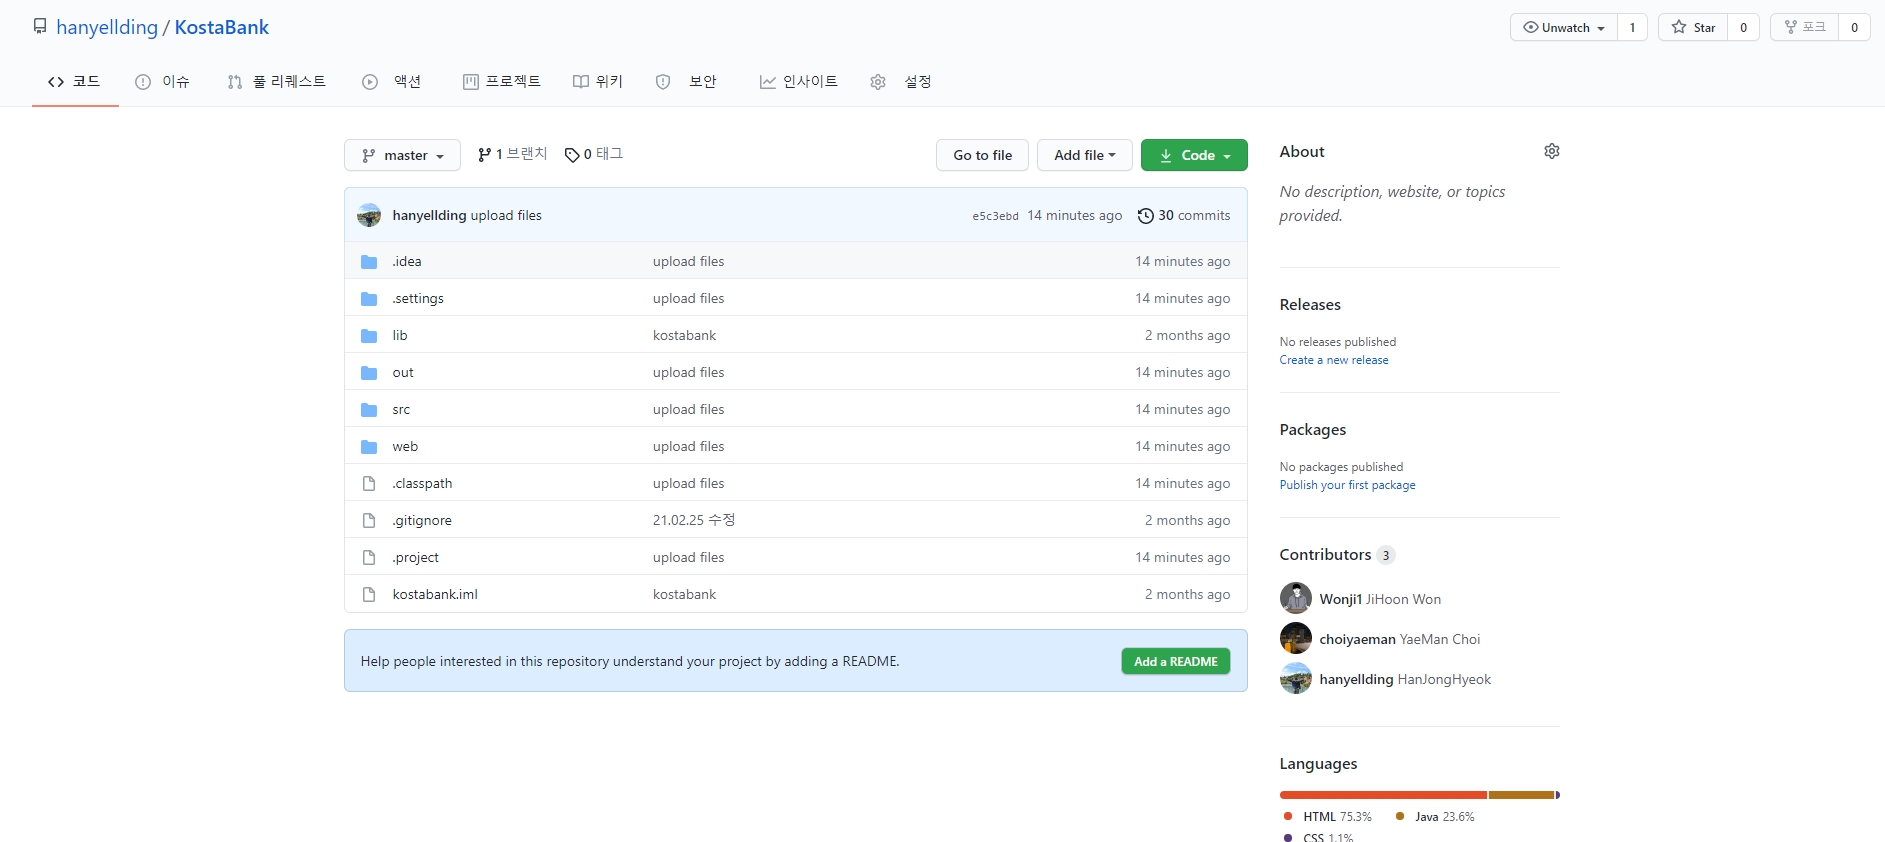 hanyellding / KostaBank
Unwatch 1 Star 0 포크 0
코드 이슈 풀 리퀘스트 액션 프로젝트 위키 보안 인사이트 설정
master 1 브랜치 0 태그 Go to file Add file Code
hanyellding upload files e5c3ebd 14 minutes ago 30 commits
.idea upload files 14 minutes ago
.settings upload files 14 minutes ago
lib kostabank 2 months ago
out upload files 14 minutes ago
src upload files 14 minutes ago
web upload files 14 minutes ago
.classpath upload files 14 minutes ago
.gitignore 21.02.25 수정 2 months ago
.project upload files 14 minutes ago
kostabank.iml kostabank 2 months ago
Help people interested in this repository understand your project by adding a README. Add a README
About
No description, website, or topics
provided.
Releases
No releases published
Create a new release
Packages
No packages published
Publish your first package
Contributors 3
Wonji1 JiHoon Won
choiyaeman YaeMan Choi
hanyellding HanJongHyeok
Languages
HTML 75.3% Java 23.6%
CSS 1.1%